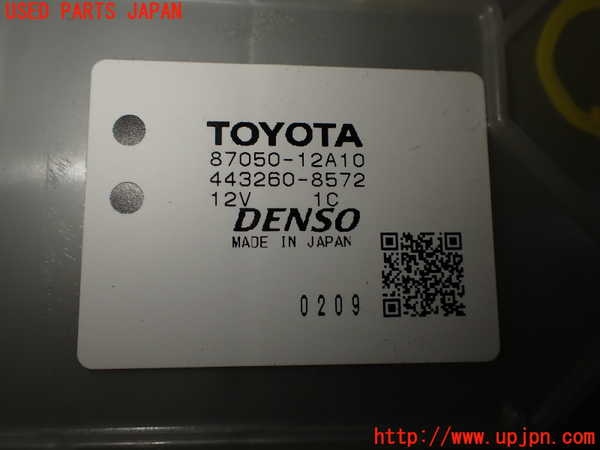 USED PARTS JAPAN
TOYOTA
87050-12A10
443260-8572
12V 1C
DENSO
MADE IN JAPAN
0209
http://www.upjpn.com